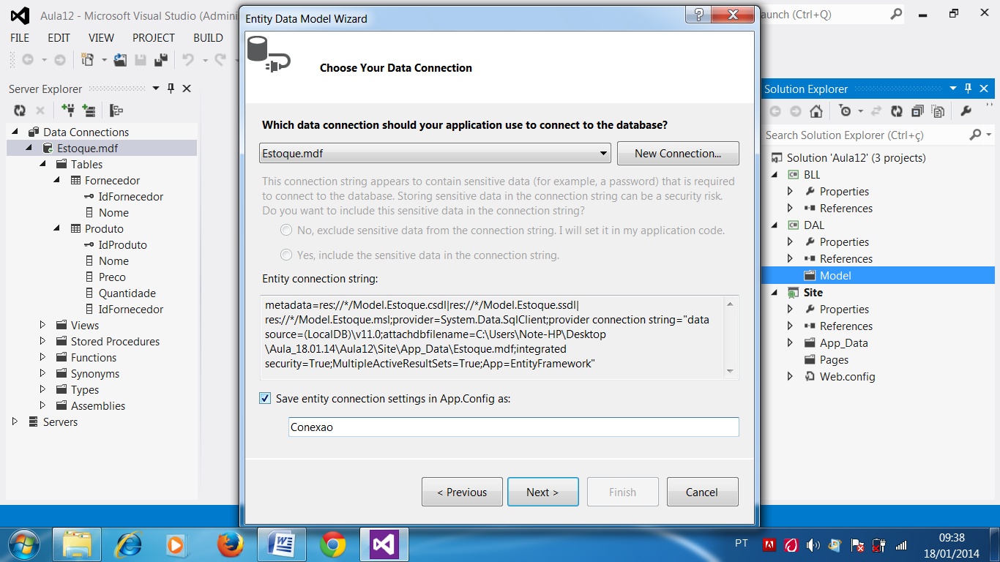 Aula12 - Microsoft Visual Studio (Admini
FILE EDIT VIEW PROJECT BUILD
Server Explorer
Data Connections
Estoque.mdf
Tables
Fornecedor
IdFornecedor
Nome
Produto
IdProduto
Nome
Preco
Quantidade
IdFornecedor
Views
Stored Procedures
Functions
Synonyms
Types
Assemblies
Servers
Entity Data Model Wizard
Choose Your Data Connection
Which data connection should your application use to connect to the database?
Estoque.mdf
New Connection...
This connection string appears to contain sensitive data (for example, a password) that is required
to connect to the database. Storing sensitive data in the connection string can be a security risk.
Do you want to include this sensitive data in the connection string?
No, exclude sensitive data from the connection string. I will set it in my application code.
Yes, include the sensitive data in the connection string.
Entity connection string:
metadata=res://*/Model.Estoque.csdl|res://*/Model.Estoque.ssdl|
res://*/Model.Estoque.msl;provider=System.Data.SqlClient;provider connection string="data
source=(LocalDB)\v11.0;attachdbfilename=C:\Users\Note-HP\Desktop
\Aula_18.01.14\Aula12\Site\App_Data\Estoque.mdf;integrated
security=True;MultipleActiveResultSets=True;App=EntityFramework"
Save entity connection settings in App.Config as:
Conexao
< Previous
Next >
Finish
Cancel
aunch (Ctrl+Q)
Solution Explorer
Search Solution Explorer (Ctrl+ç)
Solution 'Aula12' (3 projects)
BLL
Properties
References
DAL
Properties
References
Model
Site
Properties
References
App_Data
Pages
Web.config
PT
09:38
18/01/2014